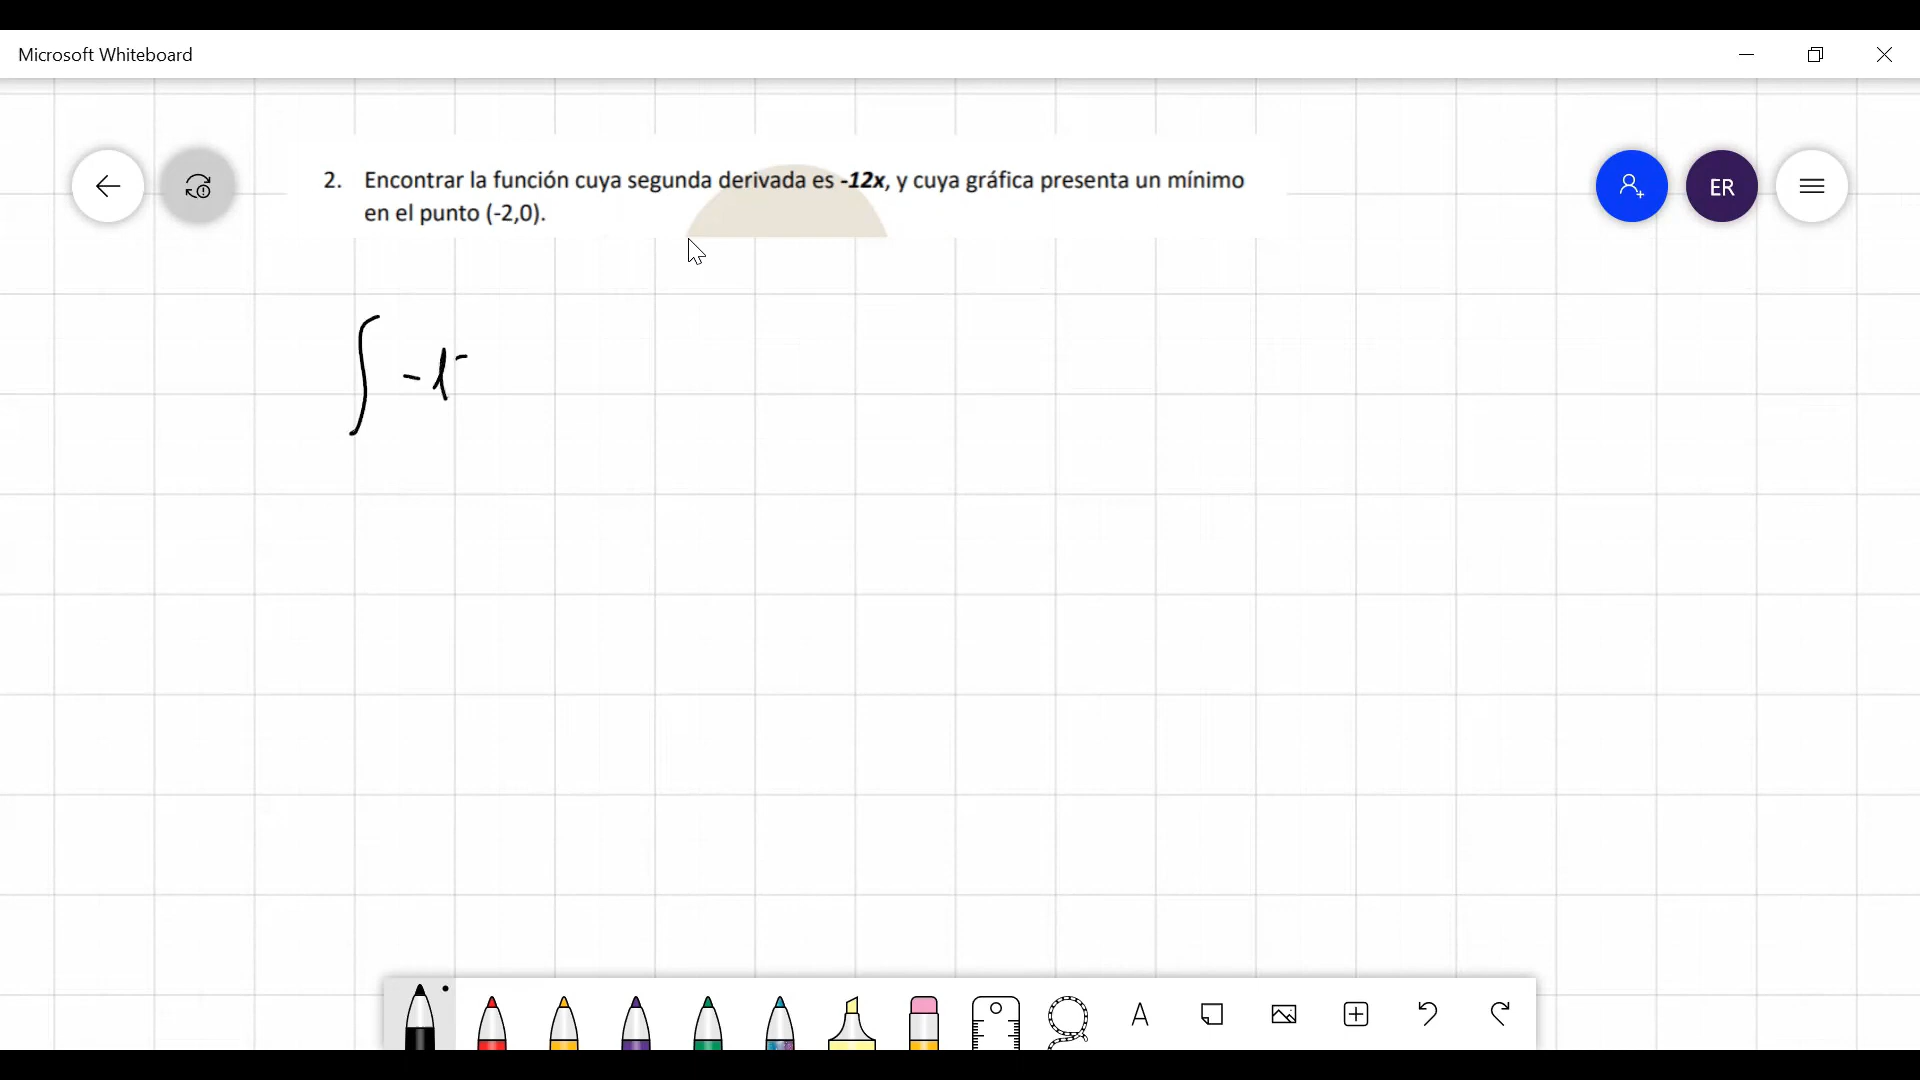 Microsoft Whiteboard
2. Encontrar la función cuya segunda derivada es -12x, y cuya gráfica presenta un mínimo
en el punto (-2,0).
ER
∫ -1
A